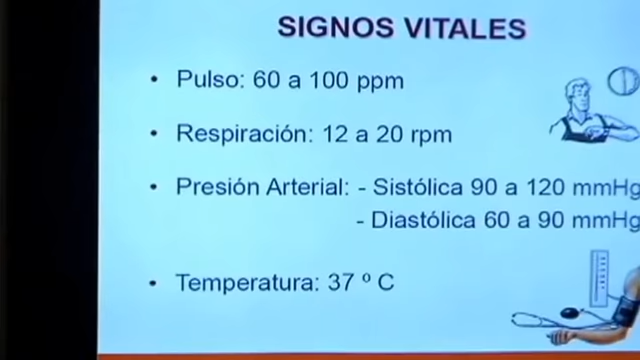 SIGNOS VITALES
• Pulso: 60 a 100 ppm
• Respiración: 12 a 20 rpm
• Presión Arterial: - Sistólica 90 a 120 mmHg
- Diastólica 60 a 90 mmHg
• Temperatura: 37 º C